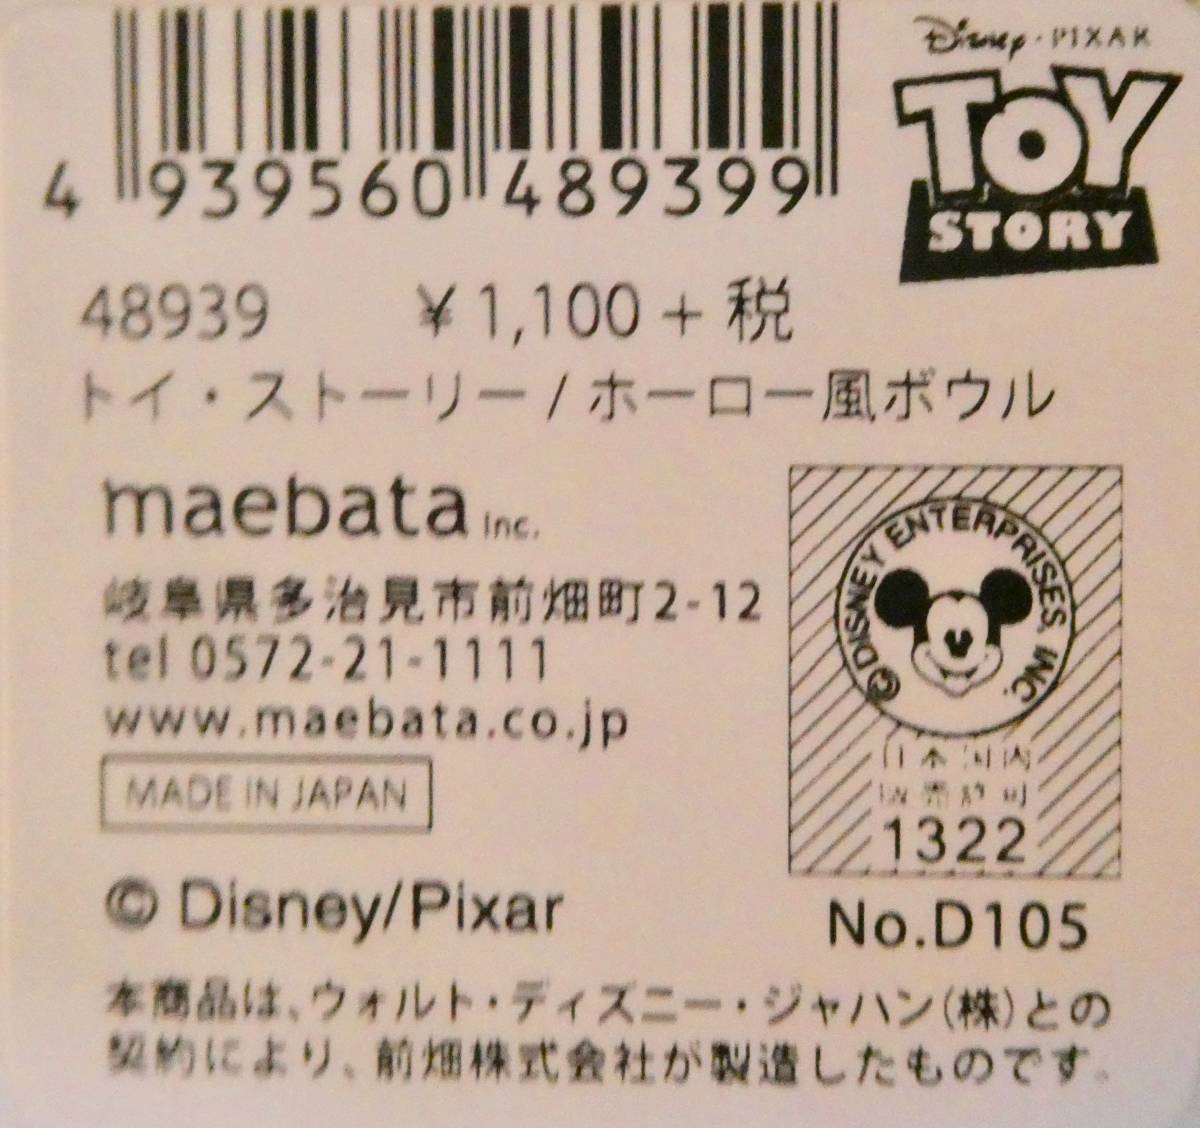 Disney・PIXAR
TOY
STORY
4 939560 489399
48939 ￥1,100＋税
トイ・ストーリー/ホーロー風ボウル
maebata inc.
岐阜県多治見市前畑町2-12
tel 0572-21-1111
www.maebata.co.jp
MADE IN JAPAN
© DISNEY ENTERPRISES, INC.
日本国内
販売許可
1322
© Disney/Pixar
No.D105
本商品は、ウォルト・ディズニー・ジャパン(株)との
契約により、前畑株式会社が製造したものです。